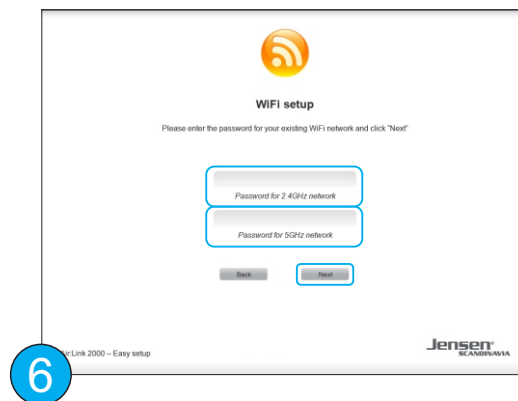 WiFi setup
Please enter the password for your existing WiFi network and click "Next"
Password for 2.4GHz network
Password for 5GHz network
Back
Next
:Link 2000 – Easy setup
Jensen
SCANDINAVIA
6